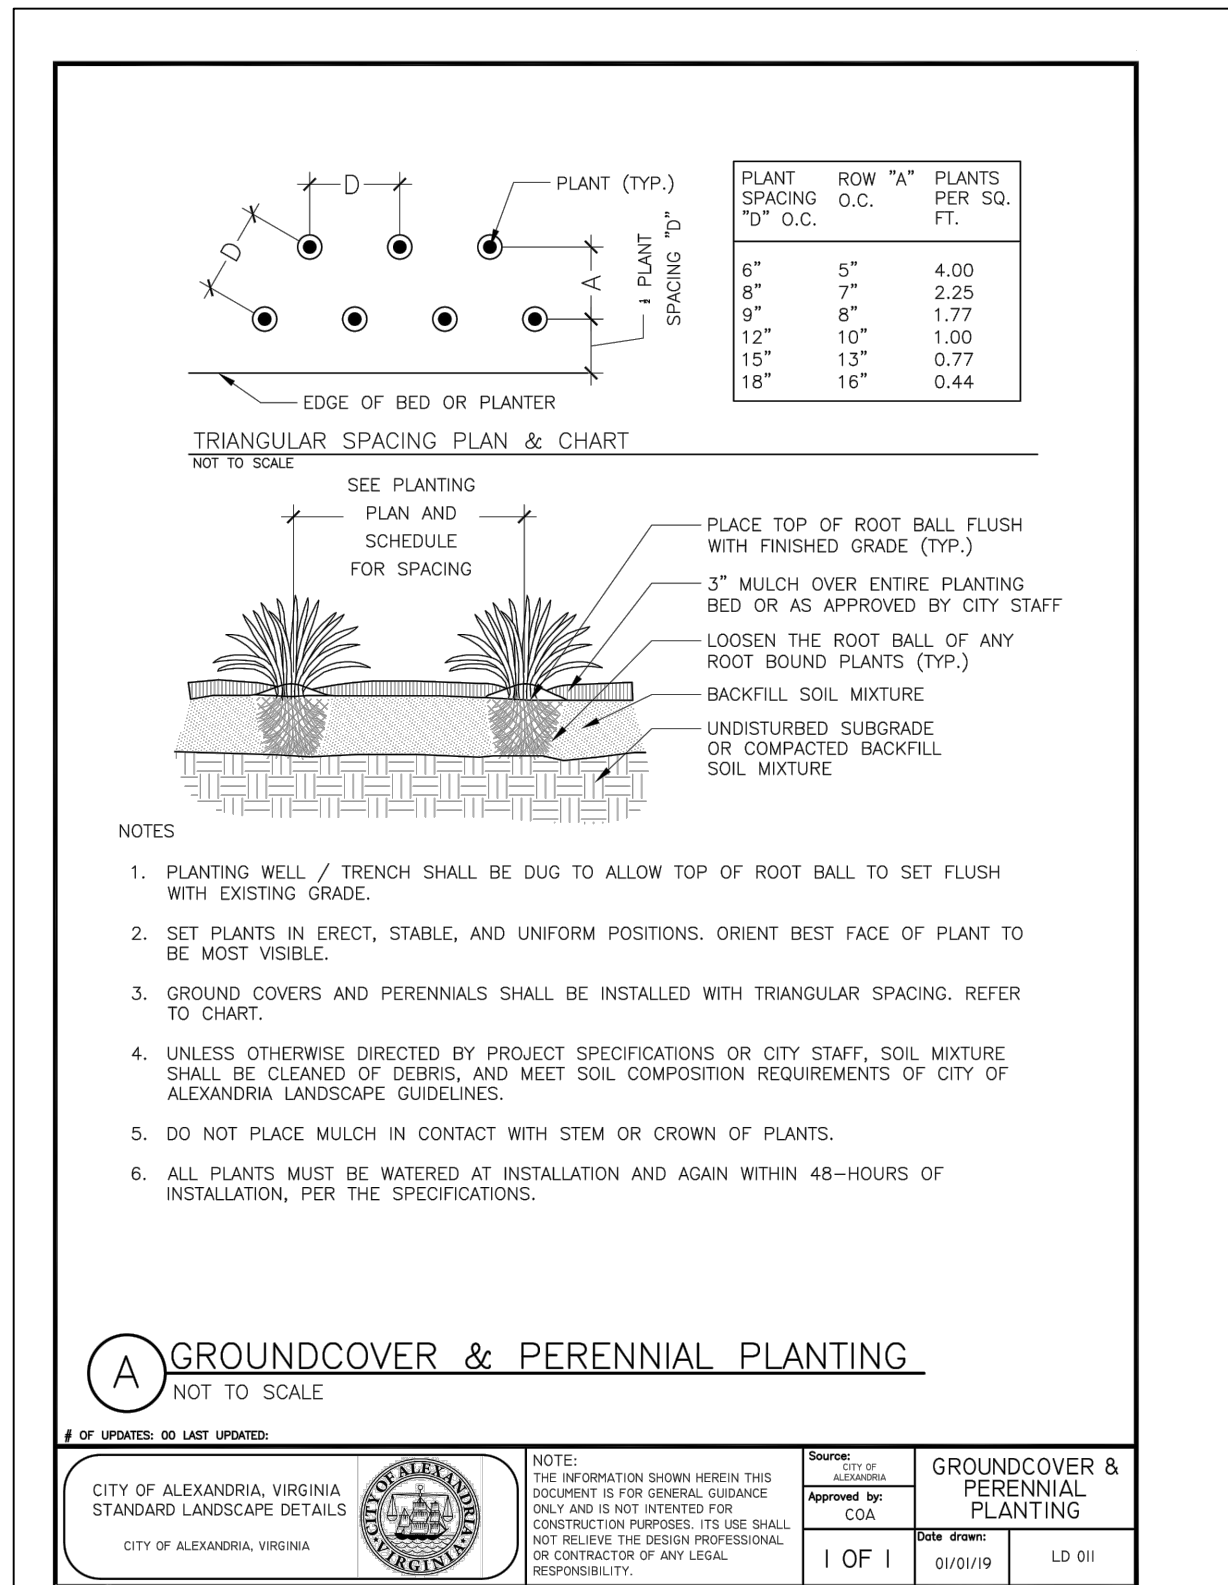 D
PLANT (TYP.)
D
A
½ PLANT
SPACING "D"
EDGE OF BED OR PLANTER
PLANT SPACING "D" O.C. ROW "A" O.C. PLANTS PER SQ. FT.
6" 5" 4.00
8" 7" 2.25
9" 8" 1.77
12" 10" 1.00
15" 13" 0.77
18" 16" 0.44
TRIANGULAR SPACING PLAN & CHART
NOT TO SCALE
SEE PLANTING
PLAN AND
SCHEDULE
FOR SPACING
PLACE TOP OF ROOT BALL FLUSH
WITH FINISHED GRADE (TYP.)
3" MULCH OVER ENTIRE PLANTING
BED OR AS APPROVED BY CITY STAFF
LOOSEN THE ROOT BALL OF ANY
ROOT BOUND PLANTS (TYP.)
BACKFILL SOIL MIXTURE
UNDISTURBED SUBGRADE
OR COMPACTED BACKFILL
SOIL MIXTURE
NOTES
1. PLANTING WELL / TRENCH SHALL BE DUG TO ALLOW TOP OF ROOT BALL TO SET FLUSH
WITH EXISTING GRADE.
2. SET PLANTS IN ERECT, STABLE, AND UNIFORM POSITIONS. ORIENT BEST FACE OF PLANT TO
BE MOST VISIBLE.
3. GROUND COVERS AND PERENNIALS SHALL BE INSTALLED WITH TRIANGULAR SPACING. REFER
TO CHART.
4. UNLESS OTHERWISE DIRECTED BY PROJECT SPECIFICATIONS OR CITY STAFF, SOIL MIXTURE
SHALL BE CLEANED OF DEBRIS, AND MEET SOIL COMPOSITION REQUIREMENTS OF CITY OF
ALEXANDRIA LANDSCAPE GUIDELINES.
5. DO NOT PLACE MULCH IN CONTACT WITH STEM OR CROWN OF PLANTS.
6. ALL PLANTS MUST BE WATERED AT INSTALLATION AND AGAIN WITHIN 48-HOURS OF
INSTALLATION, PER THE SPECIFICATIONS.
A
GROUNDCOVER & PERENNIAL PLANTING
NOT TO SCALE
# OF UPDATES: 00 LAST UPDATED:
CITY OF ALEXANDRIA, VIRGINIA
STANDARD LANDSCAPE DETAILS
CITY OF ALEXANDRIA, VIRGINIA
CITY OF ALEXANDRIA
VIRGINIA
NOTE:
THE INFORMATION SHOWN HEREIN THIS
DOCUMENT IS FOR GENERAL GUIDANCE
ONLY AND IS NOT INTENTED FOR
CONSTRUCTION PURPOSES. ITS USE SHALL
NOT RELIEVE THE DESIGN PROFESSIONAL
OR CONTRACTOR OF ANY LEGAL
RESPONSIBILITY.
Source:
CITY OF
ALEXANDRIA
Approved by:
COA
1 OF 1
GROUNDCOVER &
PERENNIAL
PLANTING
Date drawn:
01/01/19
LD 011